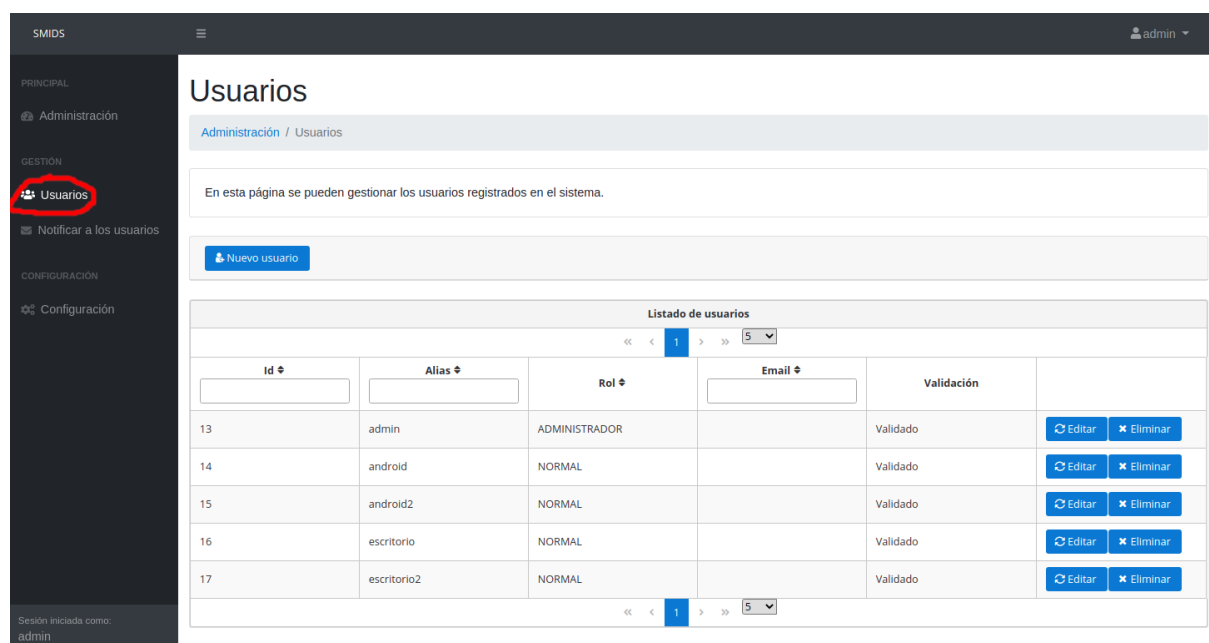 SMIDS
admin
PRINCIPAL
Administración
GESTIÓN
Usuarios
Notificar a los usuarios
CONFIGURACIÓN
Configuración
Sesión iniciada como:
admin
Usuarios
Administración / Usuarios
En esta página se pueden gestionar los usuarios registrados en el sistema.
Nuevo usuario
Listado de usuarios
« < 1 > » 5
Id Alias Rol Email Validación
13 admin ADMINISTRADOR Validado Editar Eliminar
14 android NORMAL Validado Editar Eliminar
15 android2 NORMAL Validado Editar Eliminar
16 escritorio NORMAL Validado Editar Eliminar
17 escritorio2 NORMAL Validado Editar Eliminar
« < 1 > » 5